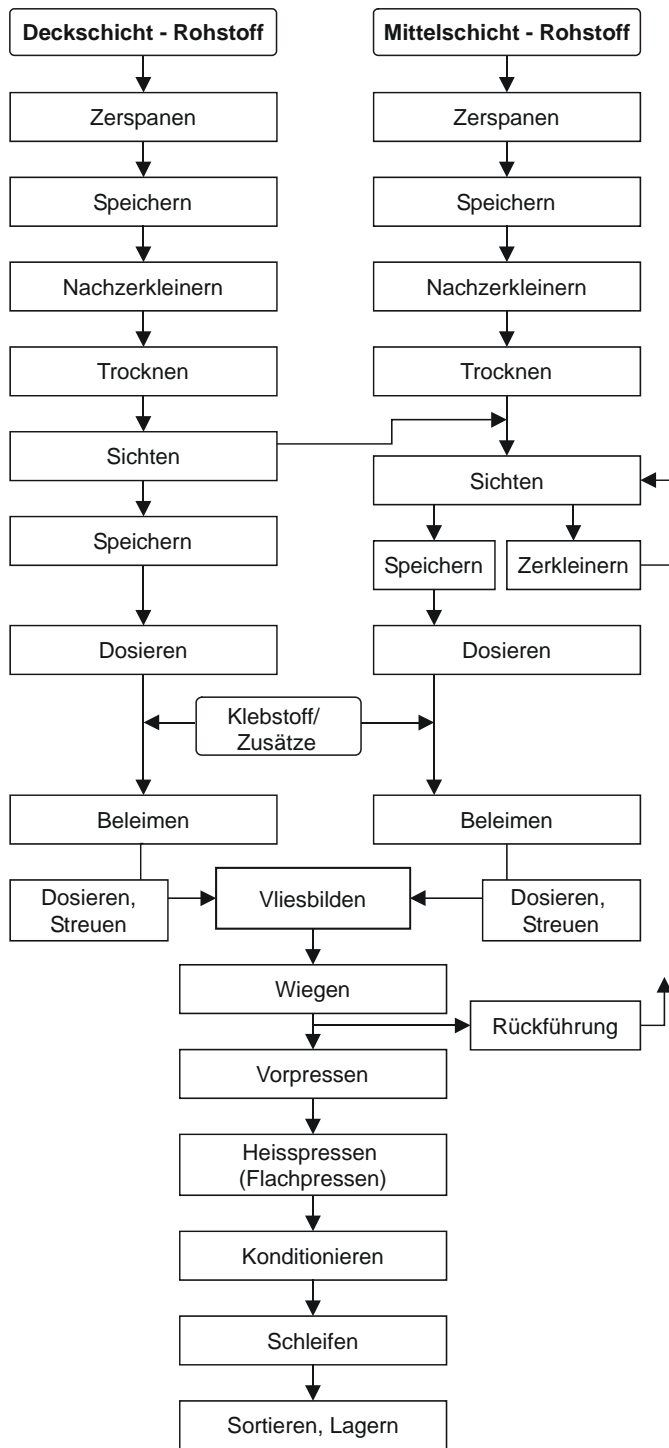 Deckschicht - Rohstoff
Mittelschicht - Rohstoff
Zerspanen
Zerspanen
Speichern
Speichern
Nachzerkleinern
Nachzerkleinern
Trocknen
Trocknen
Sichten
Sichten
Speichern
Speichern
Zerkleinern
Dosieren
Dosieren
Klebstoff/
Zusätze
Beleimen
Beleimen
Dosieren,
Streuen
Vliesbilden
Dosieren,
Streuen
Wiegen
Rückführung
Vorpressen
Heisspressen
(Flachpressen)
Konditionieren
Schleifen
Sortieren, Lagern